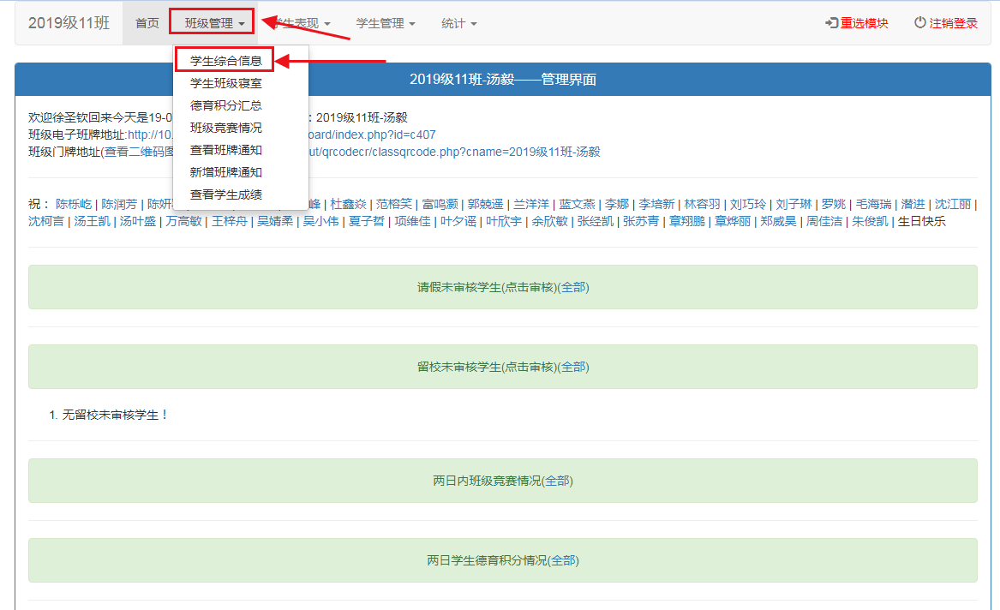 2019级11班 首页 班级管理 学生表现 学生管理 统计 重选模块 注销登录
学生综合信息
学生班级寝室
德育积分汇总
班级竞赛情况
查看班牌通知
新增班牌通知
查看学生成绩
2019级11班-汤毅——管理界面
欢迎徐圣钦回来今天是19-0 : 2019级11班-汤毅
班级电子班牌地址:http://10. oard/index.php?id=c407
班级门牌地址(查看二维码图 ut/qrcodecr/classqrcode.php?cname=2019级11班-汤毅
祝： 陈栎屹 | 陈润芳 | 陈妍 峰 | 杜鑫焱 | 范榕笑 | 富鸣灏 | 郭兢遥 | 兰洋洋 | 蓝文燕 | 李娜 | 李培新 | 林容羽 | 刘巧玲 | 刘子琳 | 罗姚 | 毛海瑞 | 潜进 | 沈江丽 |
沈柯言 | 汤王凯 | 汤叶盛 | 万高敏 | 王梓舟 | 吴婧柔 | 吴小伟 | 夏子哲 | 项维佳 | 叶夕谣 | 叶欣宇 | 余欣敏 | 张经凯 | 张苏青 | 章翔鹏 | 章烨丽 | 郑威昊 | 周佳洁 | 朱俊凯 | 生日快乐
请假未审核学生(点击审核)(全部)
留校未审核学生(点击审核)(全部)
1. 无留校未审核学生！
两日内班级竞赛情况(全部)
两日学生德育积分情况(全部)